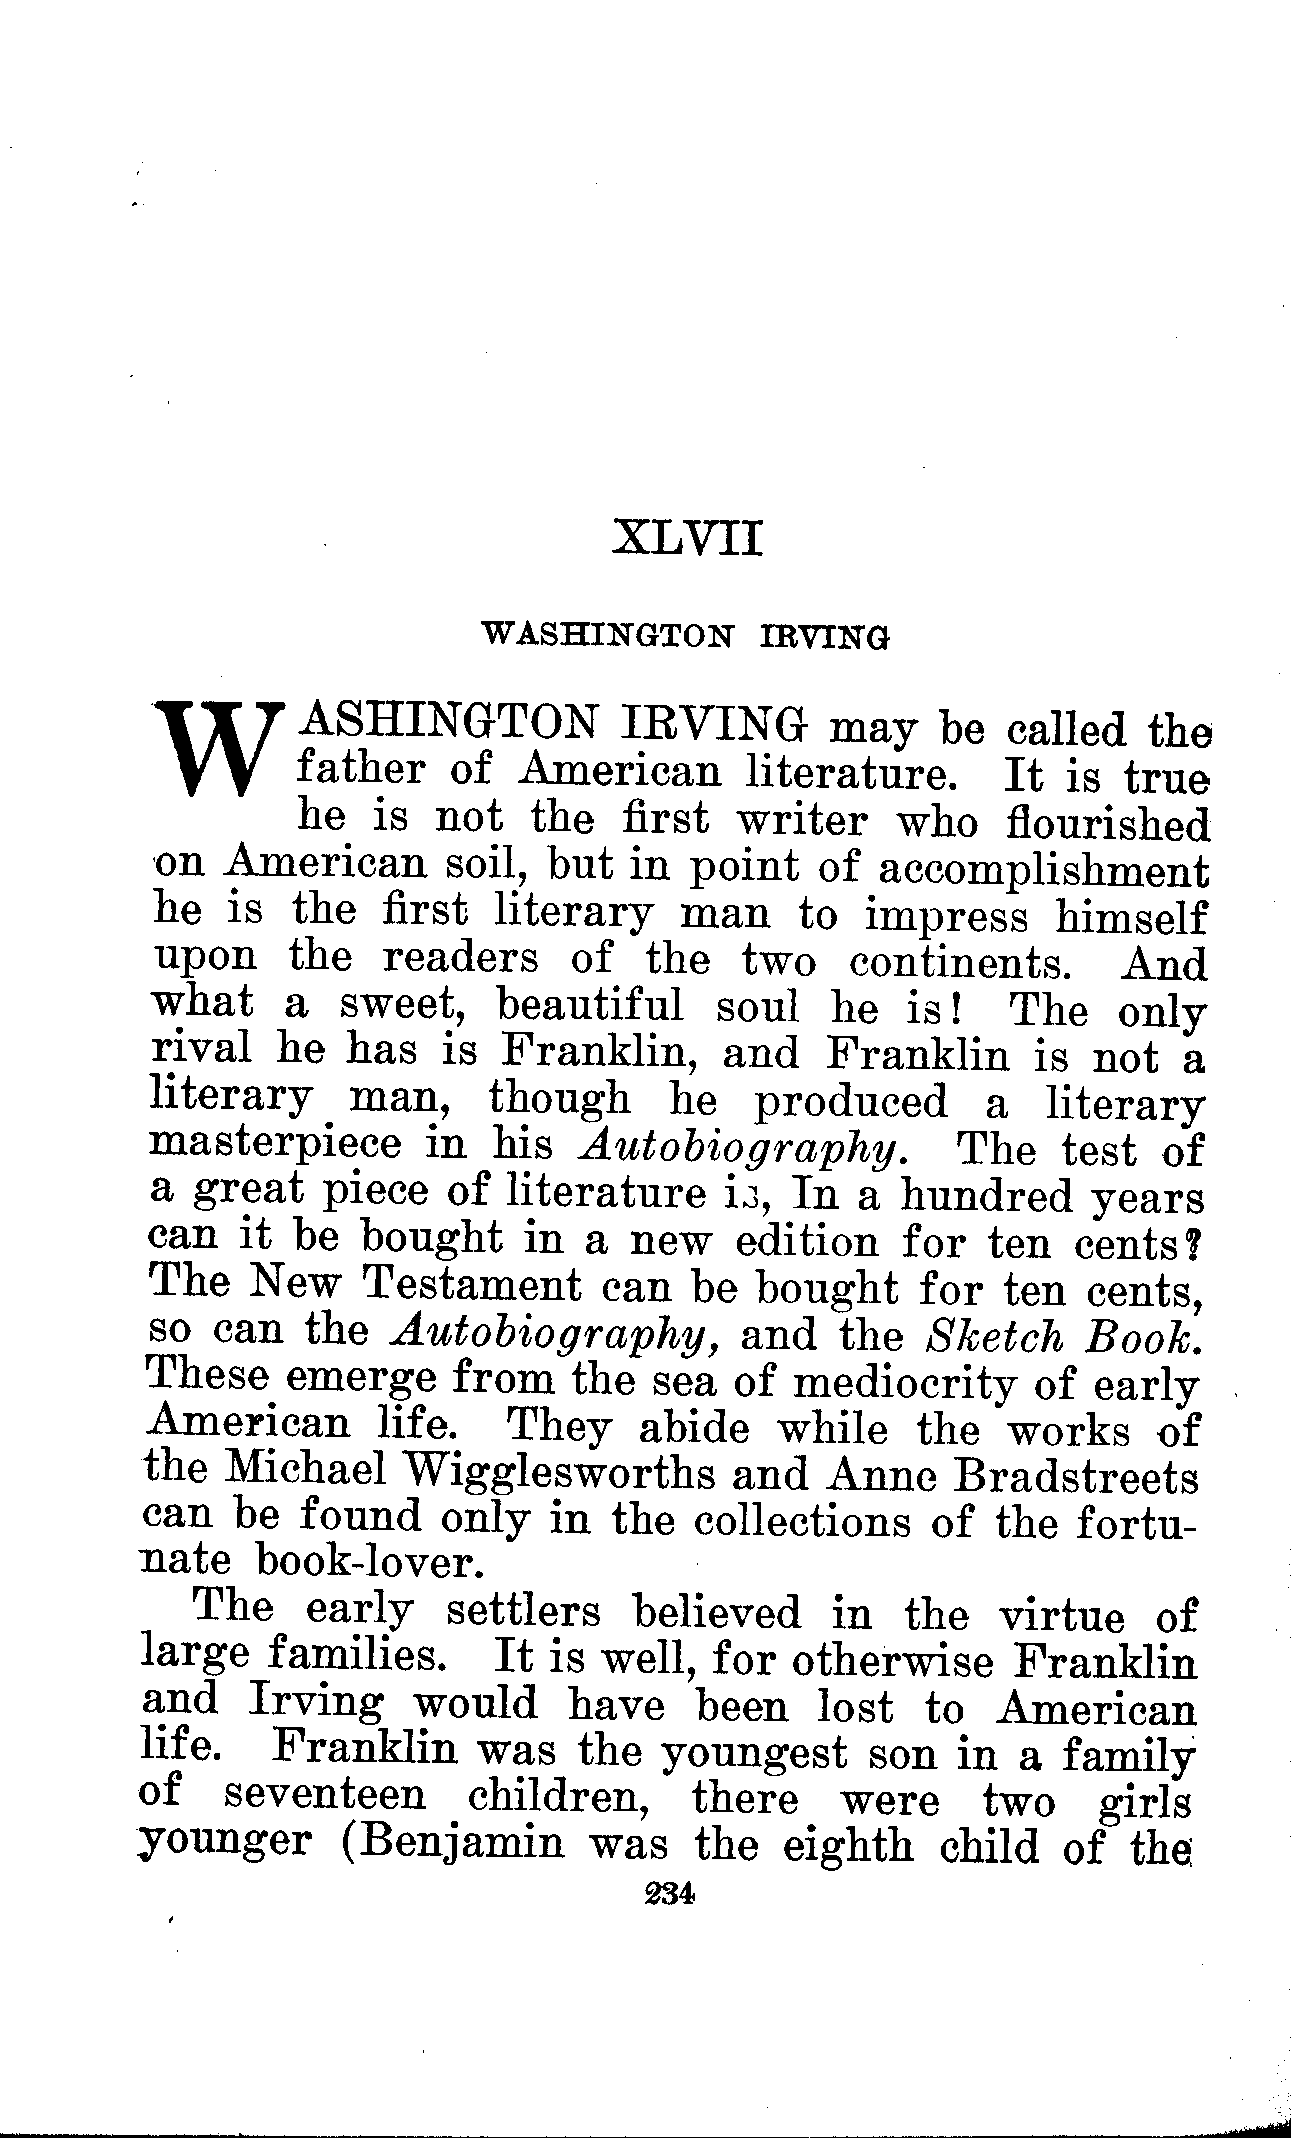 XLVII
WASHINGTON IRVING
WASHINGTON IRVING may be called the
father of American literature. It is true
he is not the first writer who flourished
on American soil, but in point of accomplishment
he is the first literary man to impress himself
upon the readers of the two continents. And
what a sweet, beautiful soul he is! The only
rival he has is Franklin, and Franklin is not a
literary man, though he produced a literary
masterpiece in his Autobiography. The test of
a great piece of literature is, In a hundred years
can it be bought in a new edition for ten cents?
The New Testament can be bought for ten cents,
so can the Autobiography, and the Sketch Book.
These emerge from the sea of mediocrity of early
American life. They abide while the works of
the Michael Wigglesworths and Anne Bradstreets
can be found only in the collections of the fortu-
nate book-lover.
The early settlers believed in the virtue of
large families. It is well, for otherwise Franklin
and Irving would have been lost to American
life. Franklin was the youngest son in a family
of seventeen children, there were two girls
younger (Benjamin was the eighth child of the
234